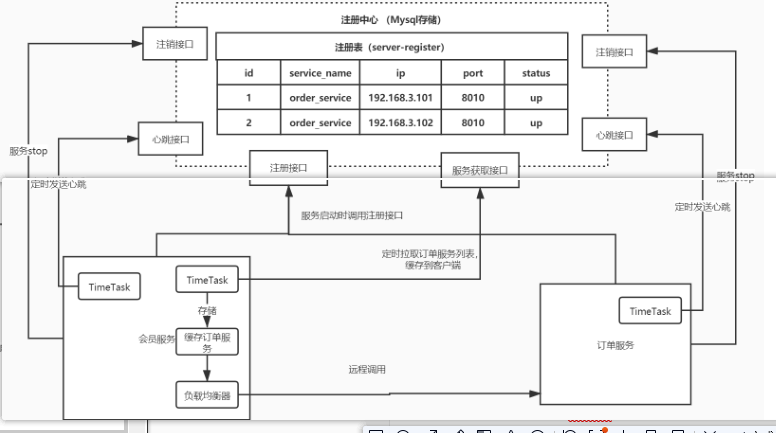 注册中心 （Mysql存储）
注销接口
注册表（server-register）
注销接口
id service_name ip port status
1 order_service 192.168.3.101 8010 up
2 order_service 192.168.3.102 8010 up
心跳接口
心跳接口
服务stop
注册接口
服务获取接口
服务stop
定时发送心跳
定时发送心跳
服务启动时调用注册接口
定时拉取订单服务列表，
缓存到客户端
TimeTask
TimeTask
TimeTask
存储
会员服务
缓存订单服
务
订单服务
远程调用
负载均衡器